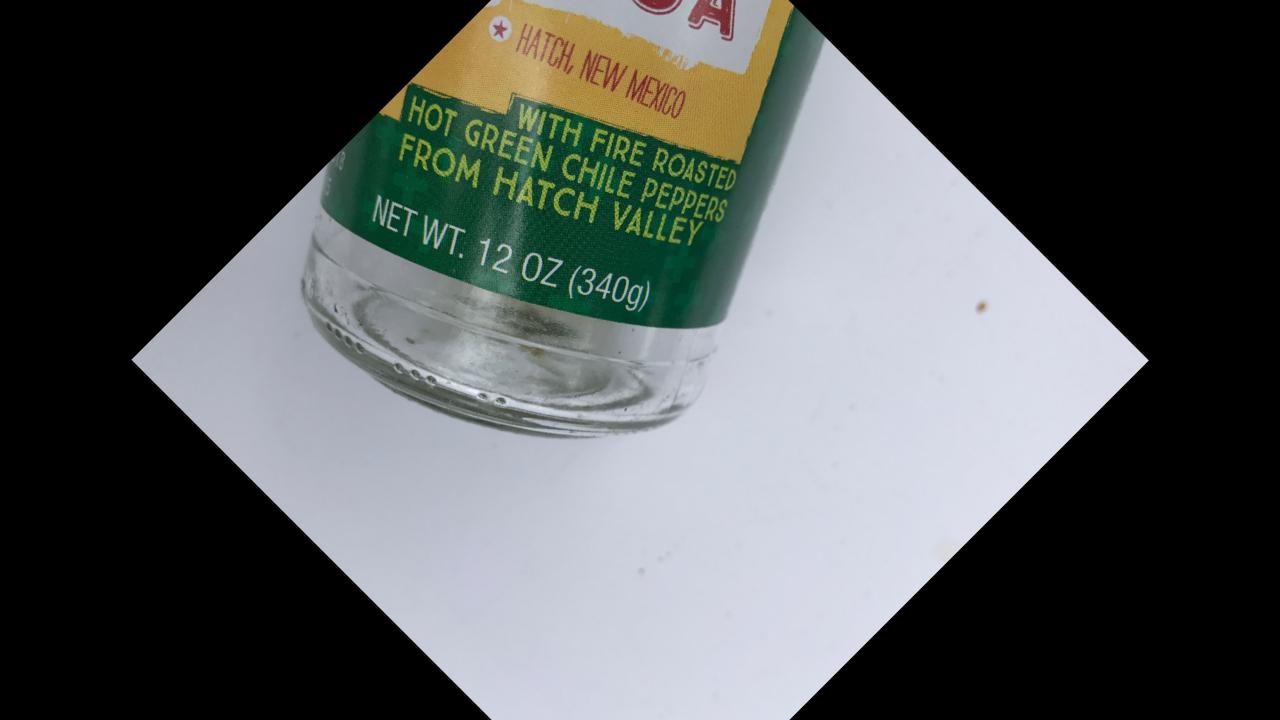 HATCH, NEW MEXICO
WITH FIRE ROASTED
HOT GREEN CHILE PEPPERS
FROM HATCH VALLEY
NET WT. 12 OZ (340g)